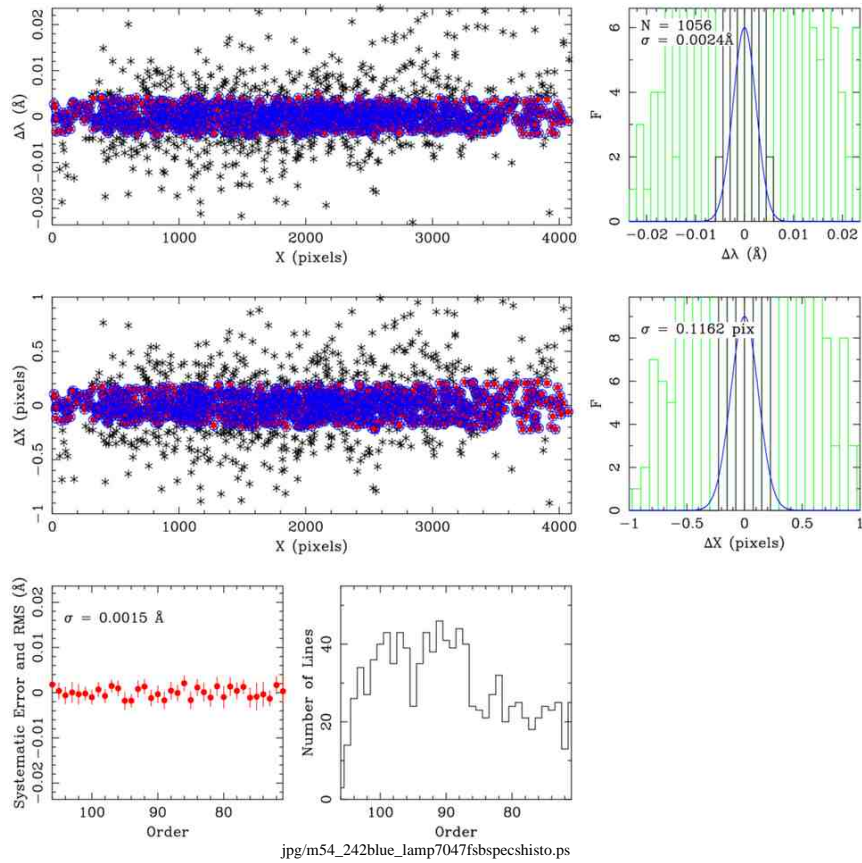 0.02
0.01
0
−0.01
−0.02
Δλ (Å)
0 1000 2000 3000 4000
X (pixels)
N = 1056
σ = 0.0024Å
6
4
2
0
F
−0.02 −0.01 0 0.01 0.02
Δλ (Å)
1
0.5
0
−0.5
−1
ΔX (pixels)
0 1000 2000 3000 4000
X (pixels)
σ = 0.1162 pix
8
6
4
2
0
F
−1 −0.5 0 0.5 1
ΔX (pixels)
Systematic Error and RMS (Å)
0.02
0.01
0
−0.01
−0.02
σ = 0.0015 Å
100 90 80
Order
Number of Lines
40
20
0
100 90 80
Order
jpg/m54_242blue_lamp7047fsbspecshisto.ps